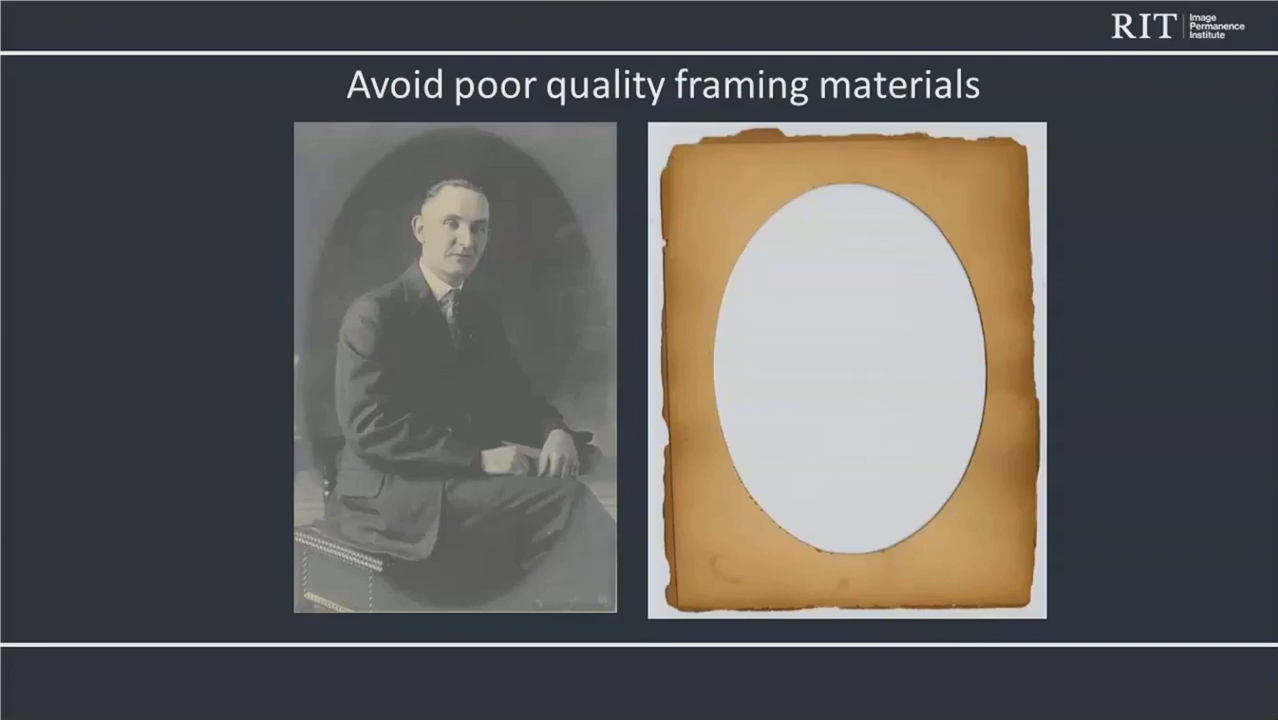 RIT
Image
Permanence
Institute
Avoid poor quality framing materials